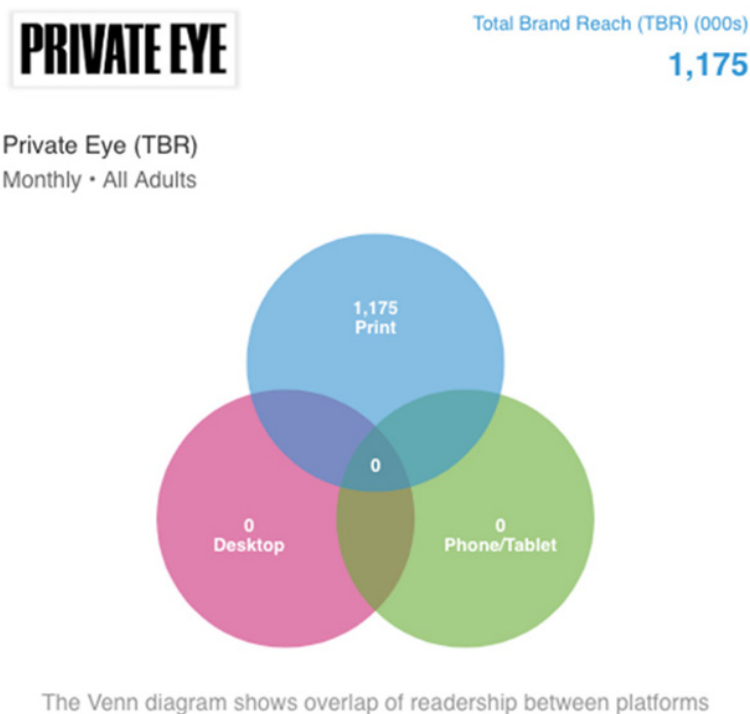 PRIVATE EYE
Total Brand Reach (TBR) (000s)
1,175
Private Eye (TBR)
Monthly • All Adults
1,175
Print
0
0
Desktop
0
Phone/Tablet
The Venn diagram shows overlap of readership between platforms